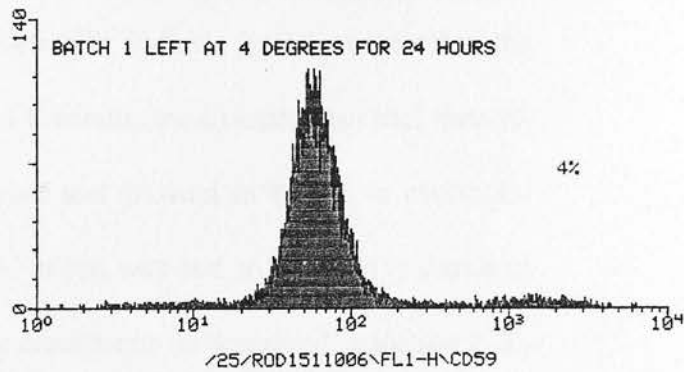 140
BATCH 1 LEFT AT 4 DEGREES FOR 24 HOURS
4%
0
10⁰ 10¹ 10² 10³ 10⁴
/25/ROD1511006\FL1-H\CD59